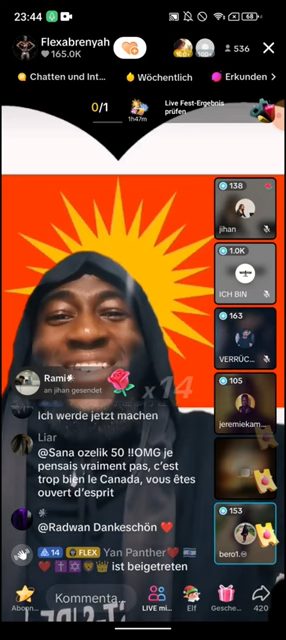 23:44
68
Flexabrenyah
165.0K
536
Chatten und Int...
Wöchentlich
Erkunden >
0/1
1h47m
Live Fest-Ergebnis
prüfen
138
jihan
1.0K
ICH BIN
163
VERRÜC...
105
jeremiekam...
153
bero1.
Rami
an jihan gesendet
x14
Ich werde jetzt machen
Liar
@Sana ozelik 50 !!OMG je
pensais vraiment pas, c'est
trop bien le Canada, vous êtes
ouvert d'esprit
@Radwan Dankeschön ❤️
14 FLEX Yan Panther
ist beigetreten
Abonn...
Kommenta...
LIVE mi...
Elf
Gesche...
420